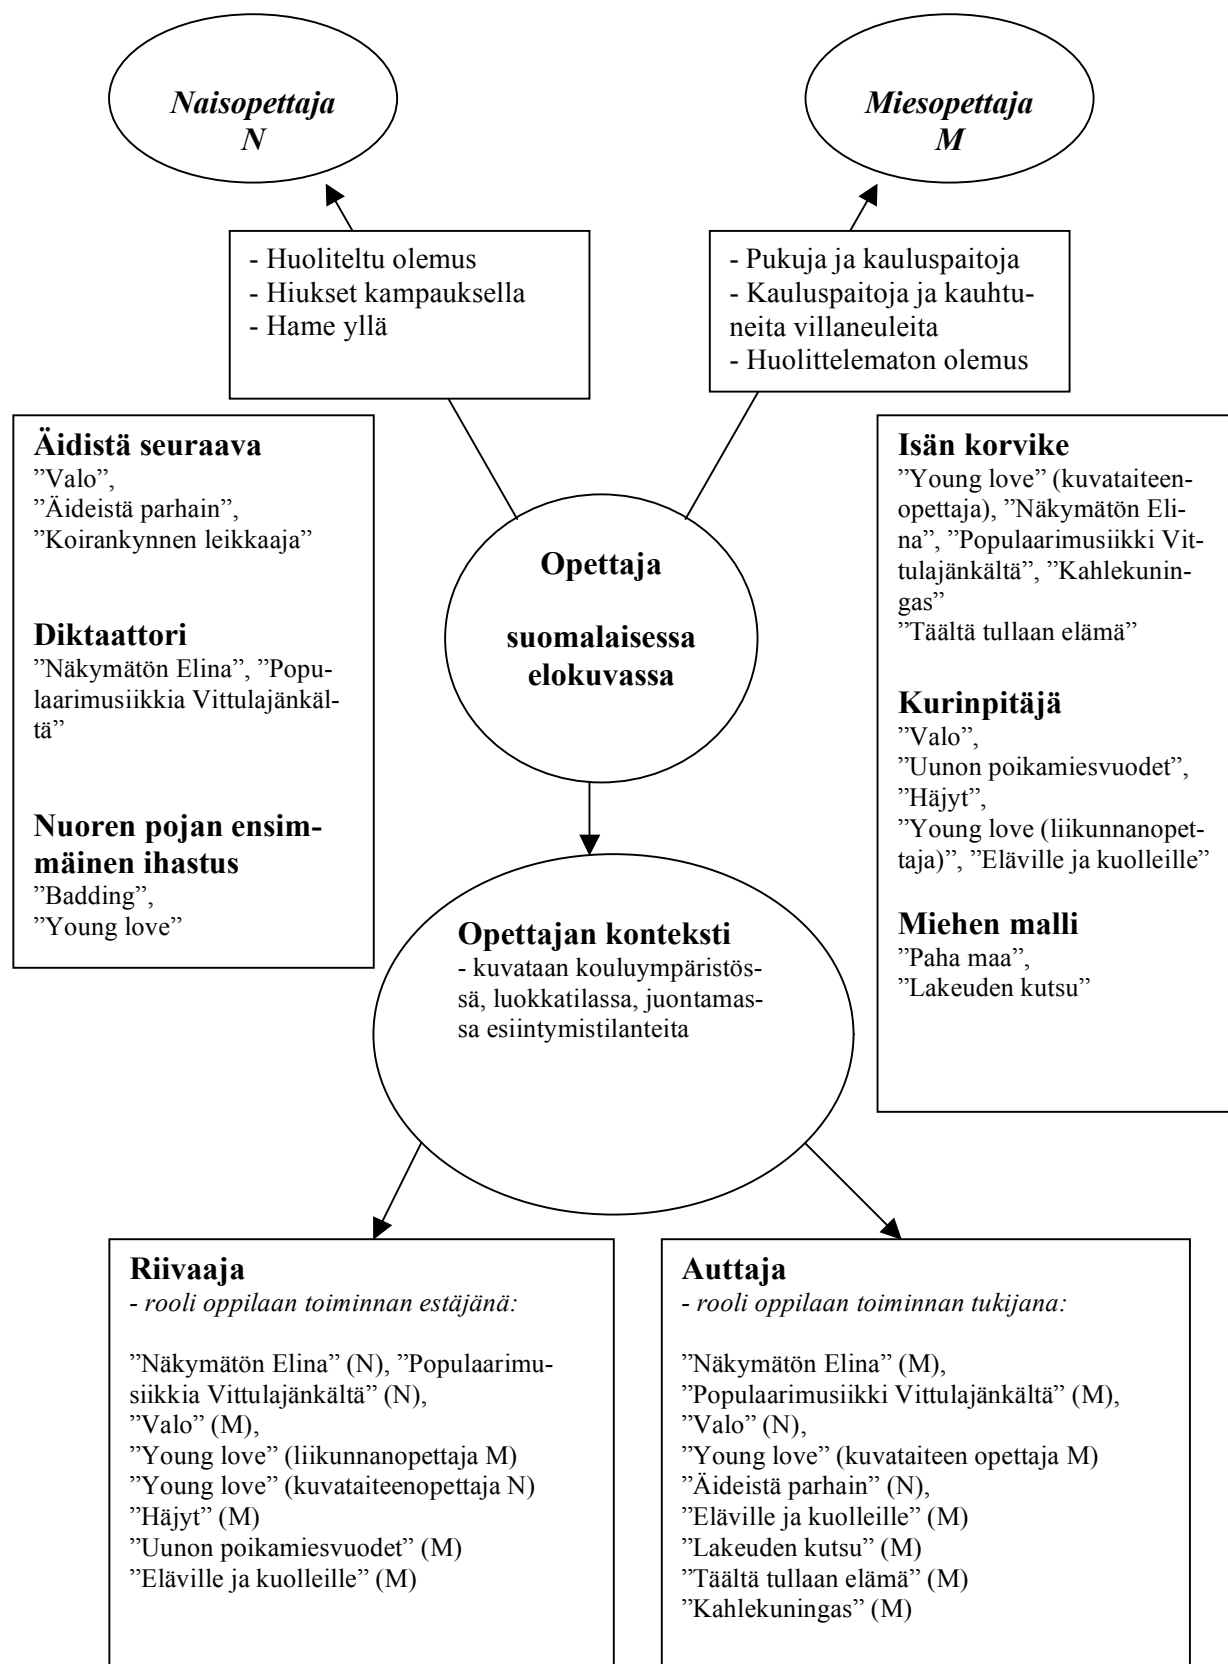 Naisopettaja
N
Miesopettaja
M
- Huoliteltu olemus
- Hiukset kampauksella
- Hame yllä
- Pukuja ja kauluspaitoja
- Kauluspaitoja ja kauhtu-
neita villaneuleita
- Huolittelematon olemus
Äidistä seuraava
”Valo”,
”Äideistä parhain”,
”Koirankynnen leikkaaja”
Diktaattori
”Näkymätön Elina”, ”Popu-
laarimusiikkia Vittulajänkäl-
tä”
Nuoren pojan ensim-
mäinen ihastus
”Badding”,
”Young love”
Opettaja
suomalaisessa
elokuvassa
Isän korvike
”Young love” (kuvataiteen-
opettaja), ”Näkymätön Eli-
na”, ”Populaarimusiikki Vit-
tulajänkältä”, ”Kahlekunin-
gas”
”Täältä tullaan elämä”
Kurinpitäjä
”Valo”,
”Uunon poikamiesvuodet”,
”Häjyt”,
”Young love (liikunnanopet-
taja)”, ”Eläville ja kuolleille”
Miehen malli
”Paha maa”,
”Lakeuden kutsu”
Opettajan konteksti
- kuvataan kouluympäristös-
sä, luokkatilassa, juontamas-
sa esiintymistilanteita
Riivaaja
- rooli oppilaan toiminnan estäjänä:
”Näkymätön Elina” (N), ”Populaarimu-
siikkia Vittulajänkältä” (N),
”Valo” (M),
”Young love” (liikunnanopettaja M)
”Young love” (kuvataiteenopettaja N)
”Häjyt” (M)
”Uunon poikamiesvuodet” (M)
”Eläville ja kuolleille” (M)
Auttaja
- rooli oppilaan toiminnan tukijana:
”Näkymätön Elina” (M),
”Populaarimusiikki Vittulajänkältä” (M),
”Valo” (N),
”Young love” (kuvataiteen opettaja M)
”Äideistä parhain” (N),
”Eläville ja kuolleille” (M)
”Lakeuden kutsu” (M)
”Täältä tullaan elämä” (M)
”Kahlekuningas” (M)